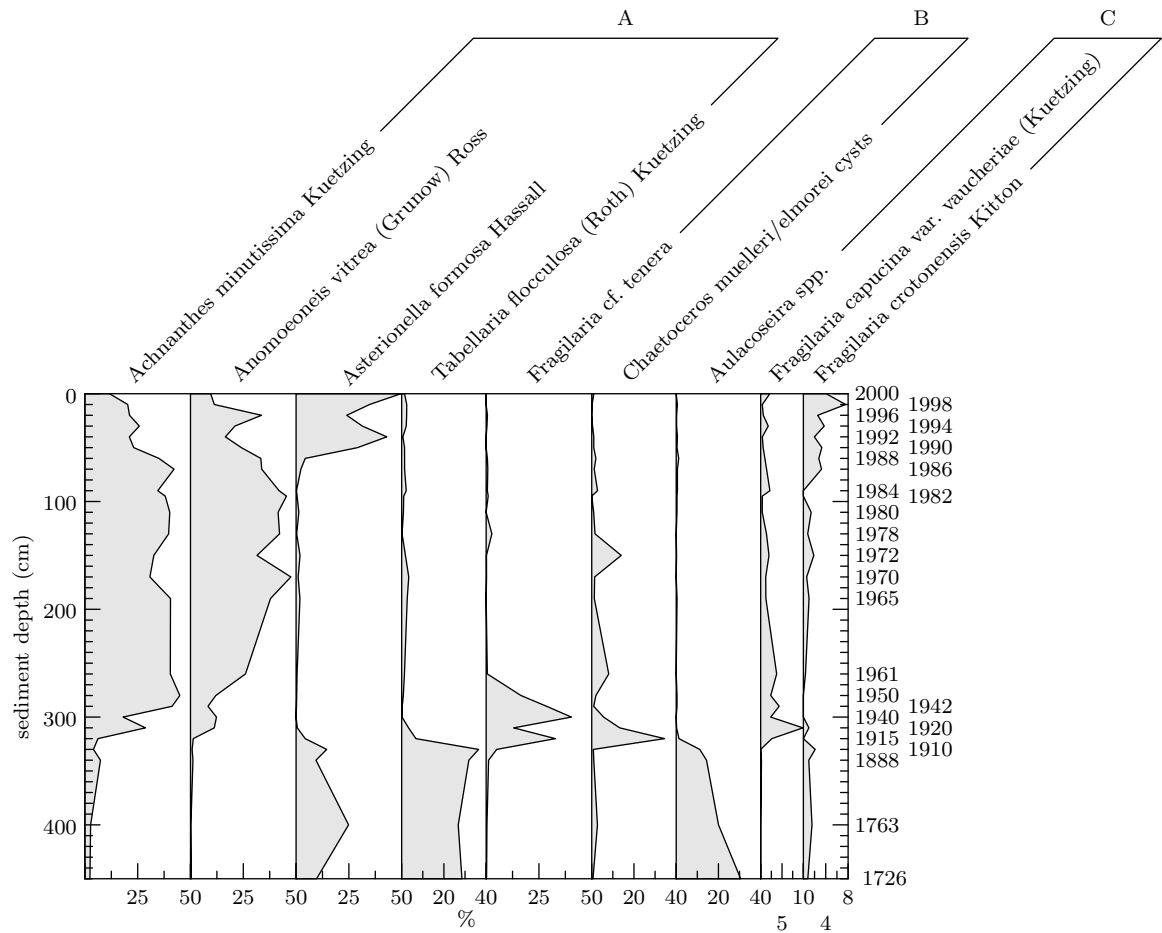 A B C
Achnanthes minutissima Kuetzing
Anomoeoneis vitrea (Grunow) Ross
Asterionella formosa Hassall
Tabellaria flocculosa (Roth) Kuetzing
Fragilaria cf. tenera
Chaetoceros muelleri/elmorei cysts
Aulacoseira spp.
Fragilaria capucina var. vaucheriae (Kuetzing)
Fragilaria crotonensis Kitton
sediment depth (cm)
0
100
200
300
400
2000
1998
1996
1994
1992
1990
1988
1986
1984
1982
1980
1978
1972
1970
1965
1961
1950
1942
1940
1920
1915
1910
1888
1763
1726
25 50 25 50 25 50 20 40 25 50 20 40 20 40 10 8
5 4
%